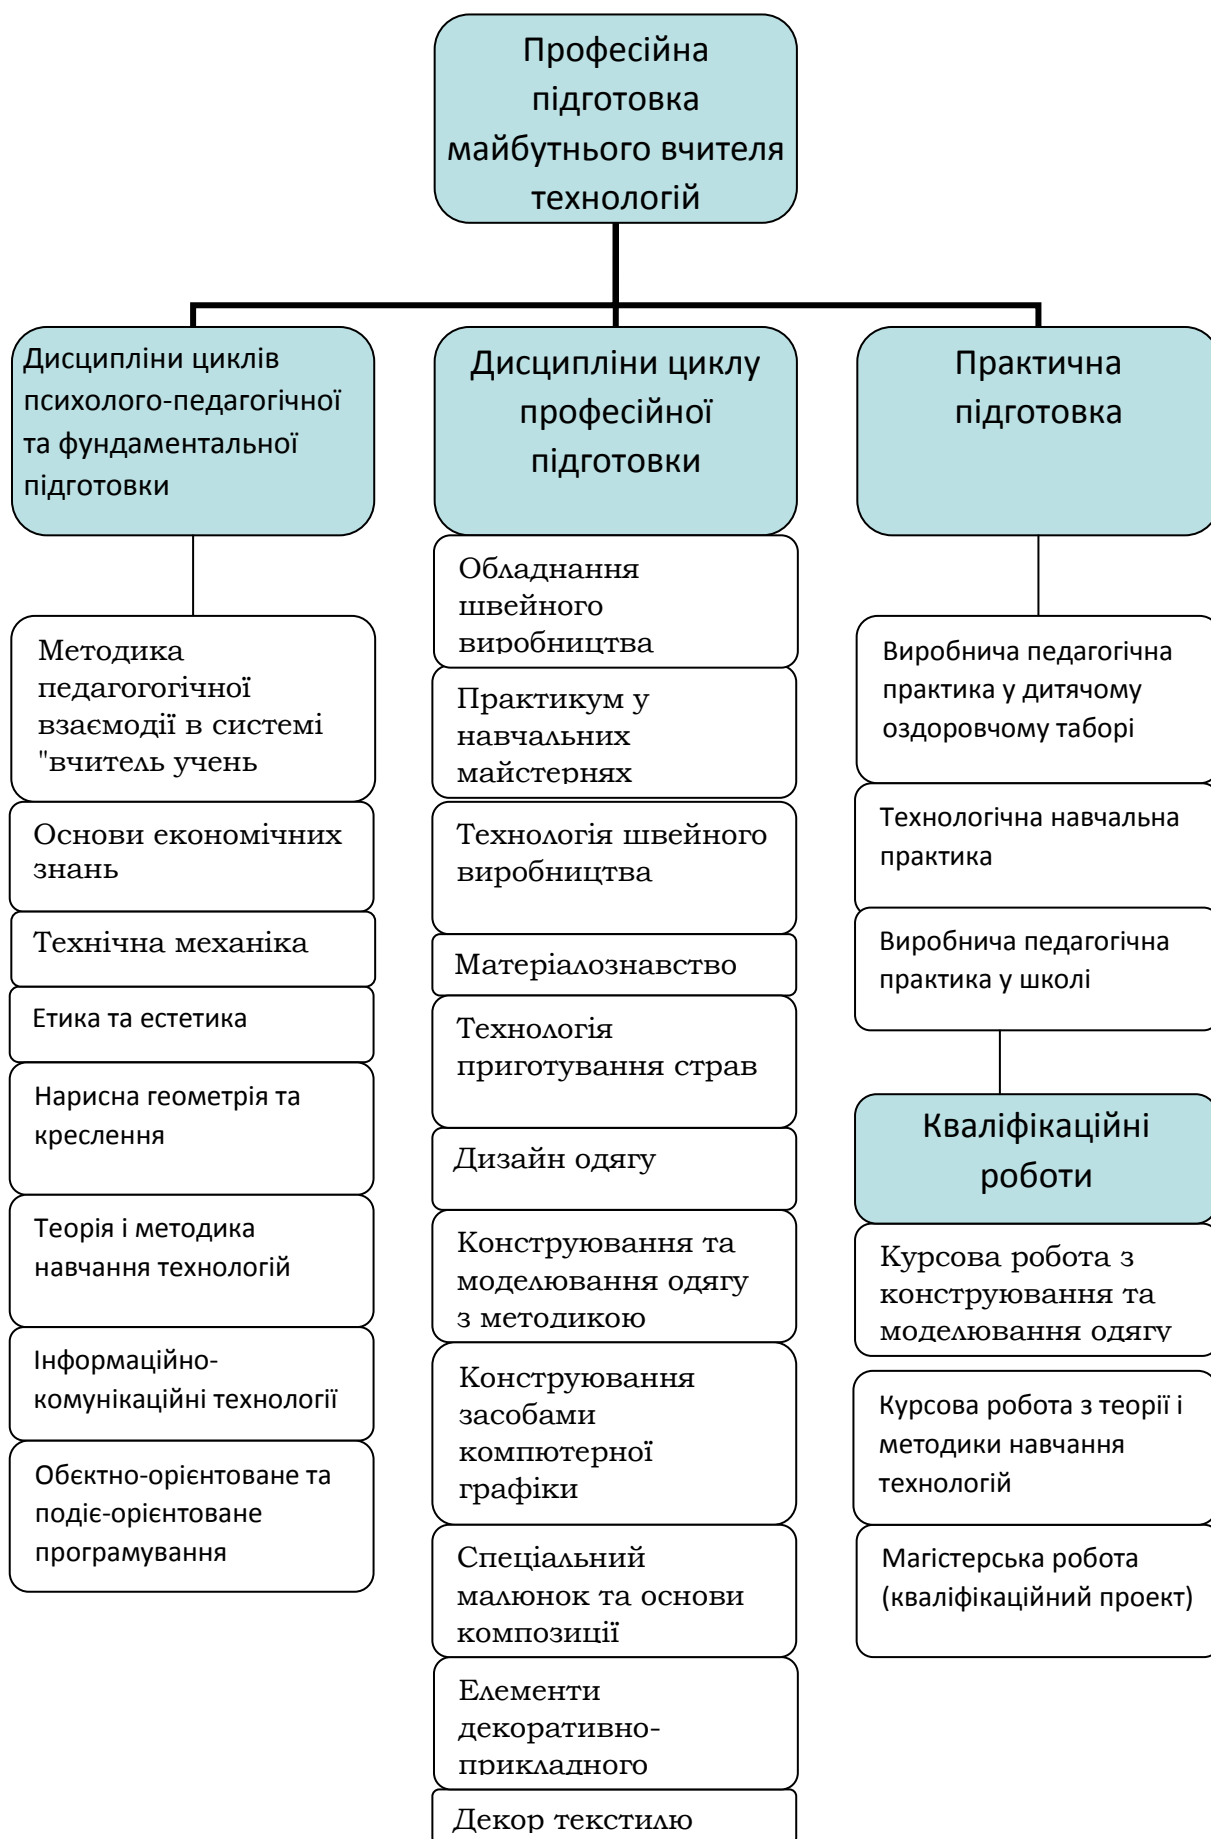 Професійна
підготовка
майбутнього вчителя
технологій
Дисципліни циклів
психолого-педагогічної
та фундаментальної
підготовки
Методика
педагогогічної
взаємодії в системі
"вчитель учень
Основи економічних
знань
Технічна механіка
Етика та естетика
Нарисна геометрія та
креслення
Теорія і методика
навчання технологій
Інформаційно-
комунікаційні технології
Обєктно-орієнтоване та
подіє-орієнтоване
програмування
Дисципліни циклу
професійної
підготовки
Обладнання
швейного
виробництва
Практикум у
навчальних
майстернях
Технологія швейного
виробництва
Матеріалознавство
Технологія
приготування страв
Дизайн одягу
Конструювання та
моделювання одягу
з методикою
Конструювання
засобами
компютерної
графіки
Спеціальний
малюнок та основи
композиції
Елементи
декоративно-
прикладного
Декор текстилю
Практична
підготовка
Виробнича педагогічна
практика у дитячому
оздоровчому таборі
Технологічна навчальна
практика
Виробнича педагогічна
практика у школі
Кваліфікаційні
роботи
Курсова робота з
конструювання та
моделювання одягу
Курсова робота з теорії і
методики навчання
технологій
Магістерська робота
(кваліфікаційний проект)